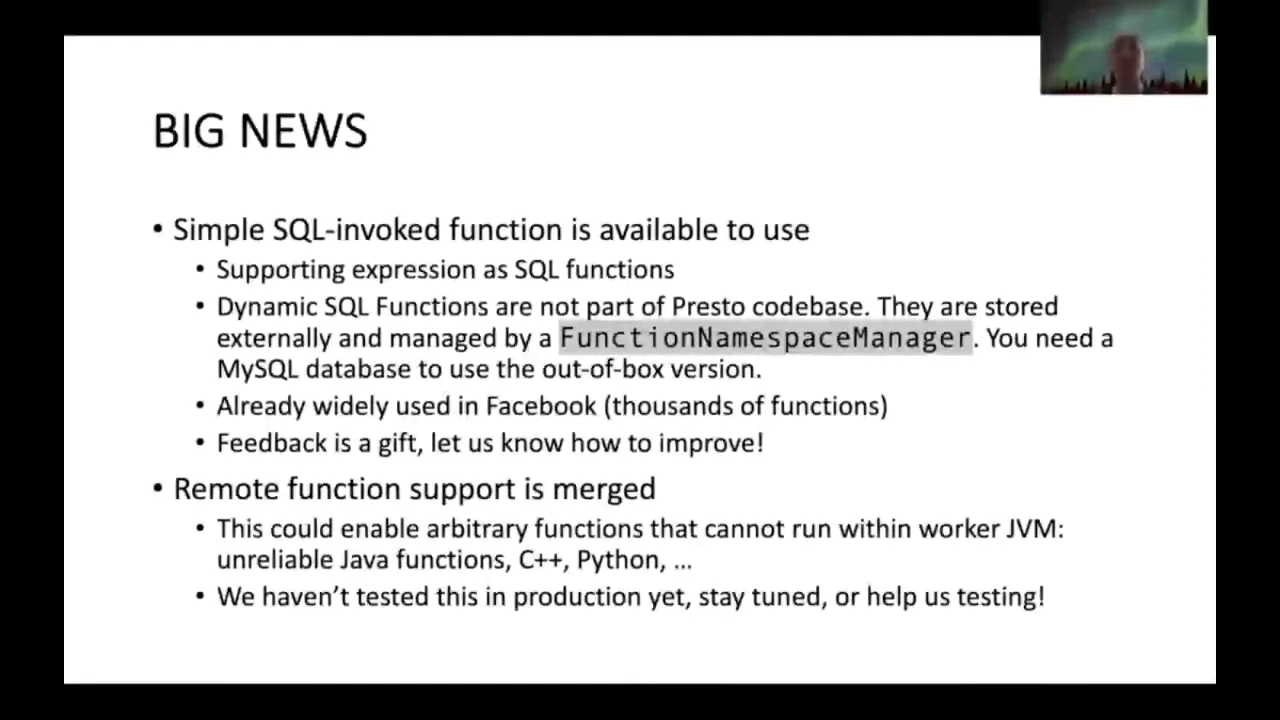 BIG NEWS
• Simple SQL-invoked function is available to use
• Supporting expression as SQL functions
• Dynamic SQL Functions are not part of Presto codebase. They are stored
externally and managed by a FunctionNamespaceManager. You need a
MySQL database to use the out-of-box version.
• Already widely used in Facebook (thousands of functions)
• Feedback is a gift, let us know how to improve!
• Remote function support is merged
• This could enable arbitrary functions that cannot run within worker JVM:
unreliable Java functions, C++, Python, ...
• We haven't tested this in production yet, stay tuned, or help us testing!